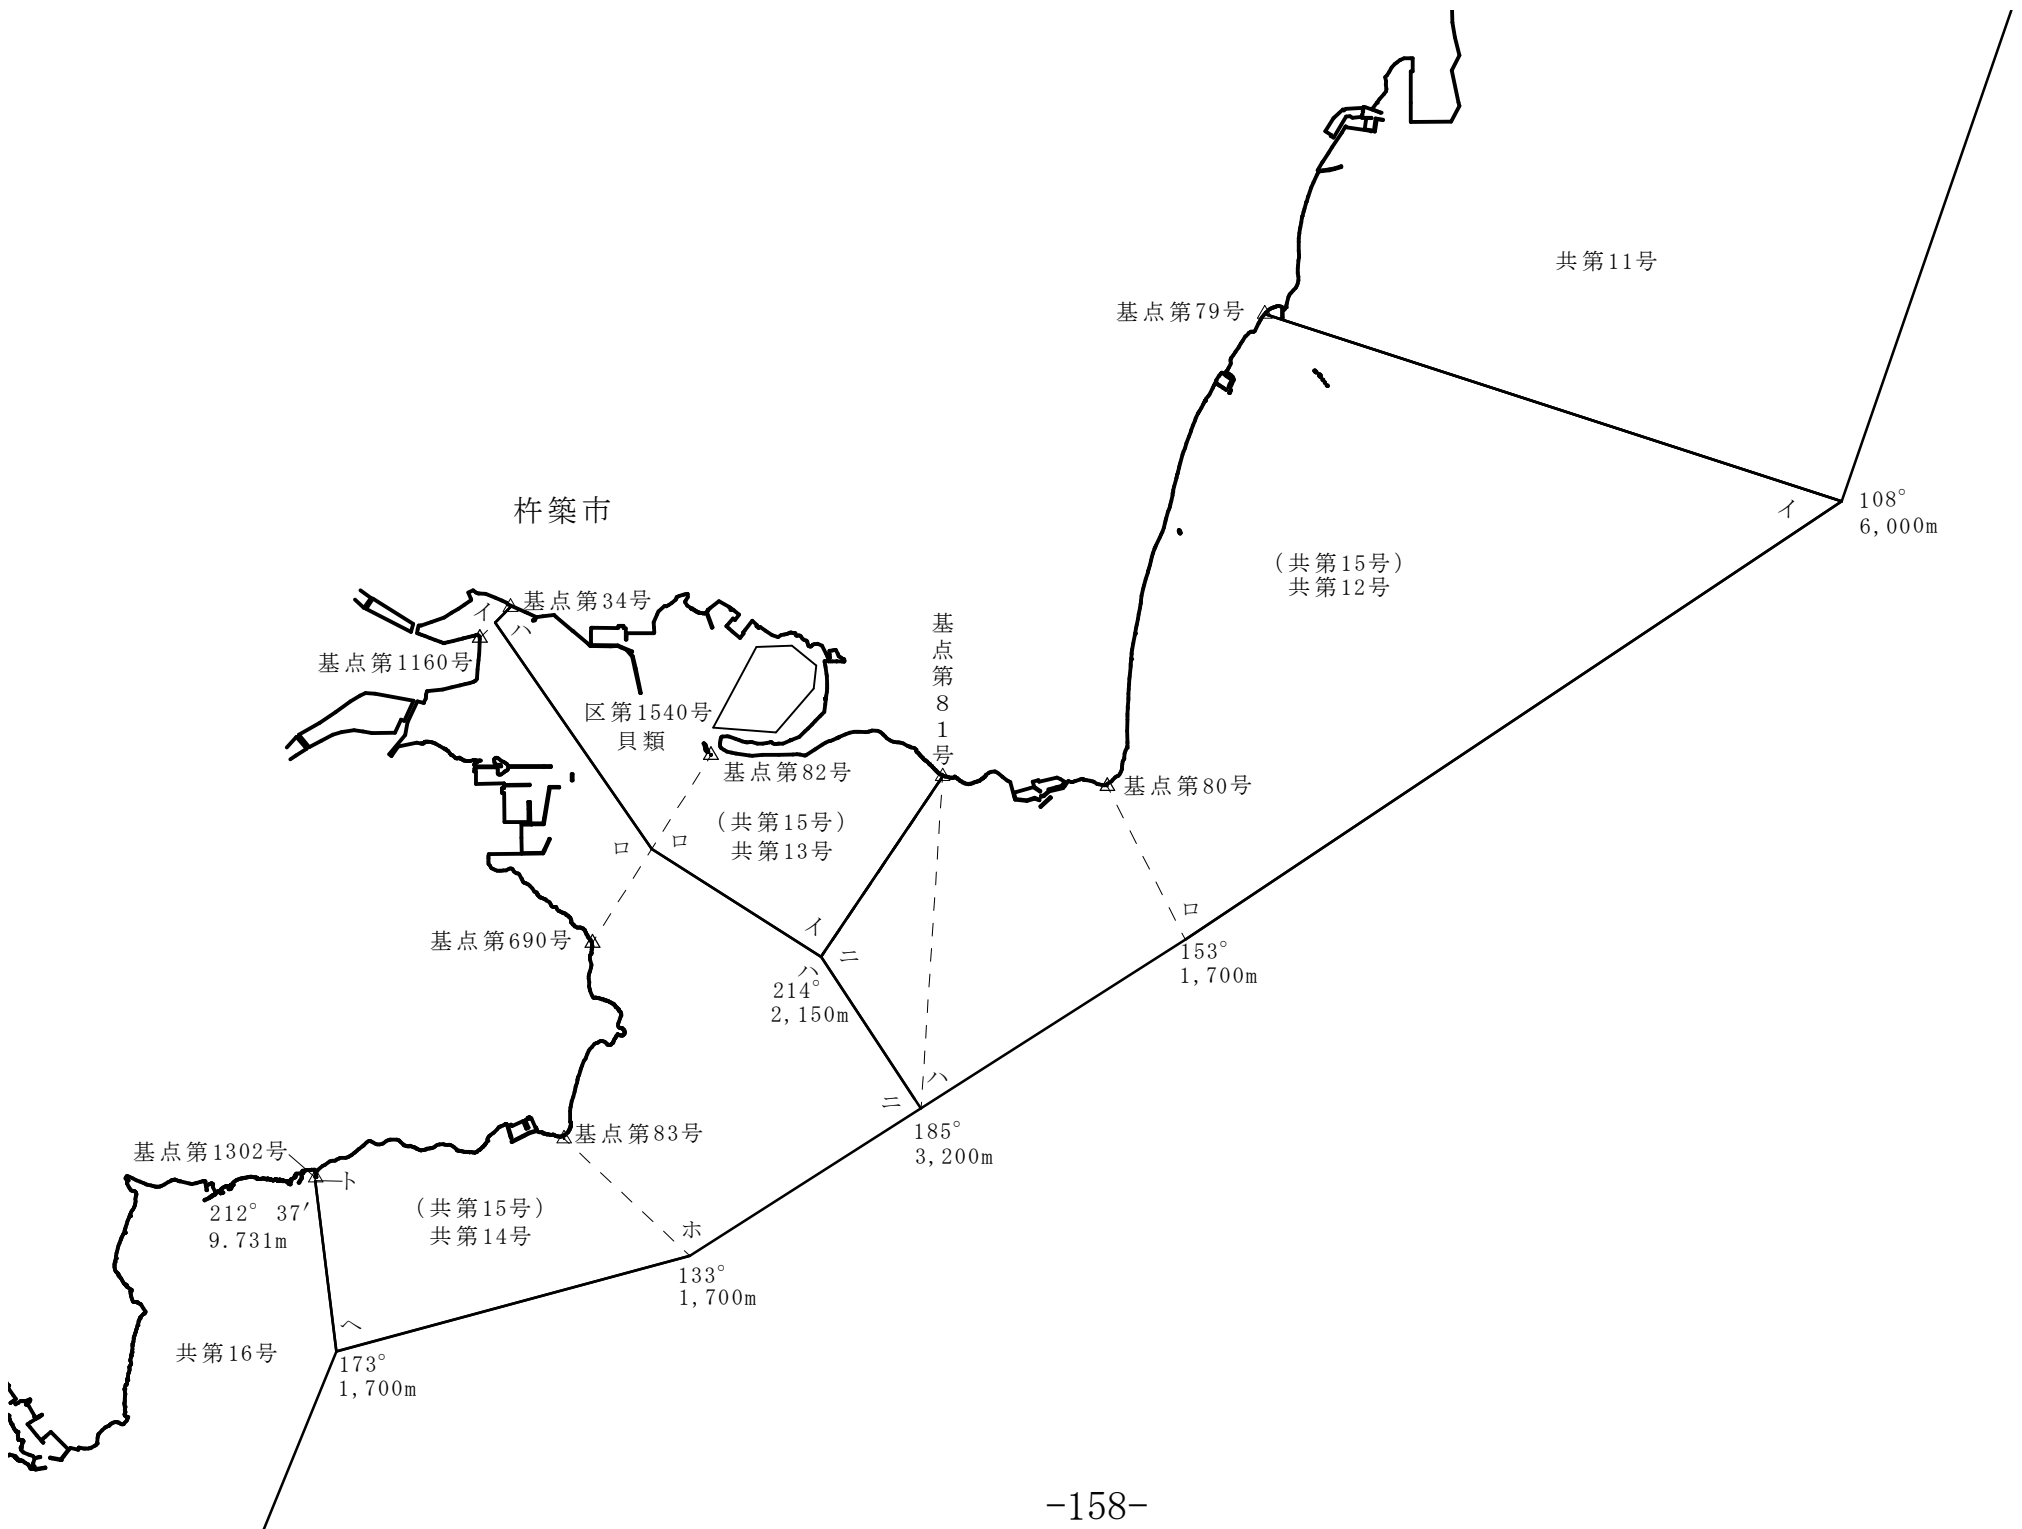 共第11号
基点第79号
イ
108°
6,000m
杵築市
(共第15号)
共第12号
基点第34号
イ
ハ
基点第1160号
基点第81号
区第1540号
貝類
基点第82号
基点第80号
(共第15号)
共第13号
ロ
ロ
ロ
153°
1,700m
基点第690号
イ
ニ
ハ
214°
2,150m
ハ
ニ
185°
3,200m
基点第83号
基点第1302号
ト
212° 37′
9.731m
(共第15号)
共第14号
ホ
133°
1,700m
ヘ
173°
1,700m
共第16号
-158-